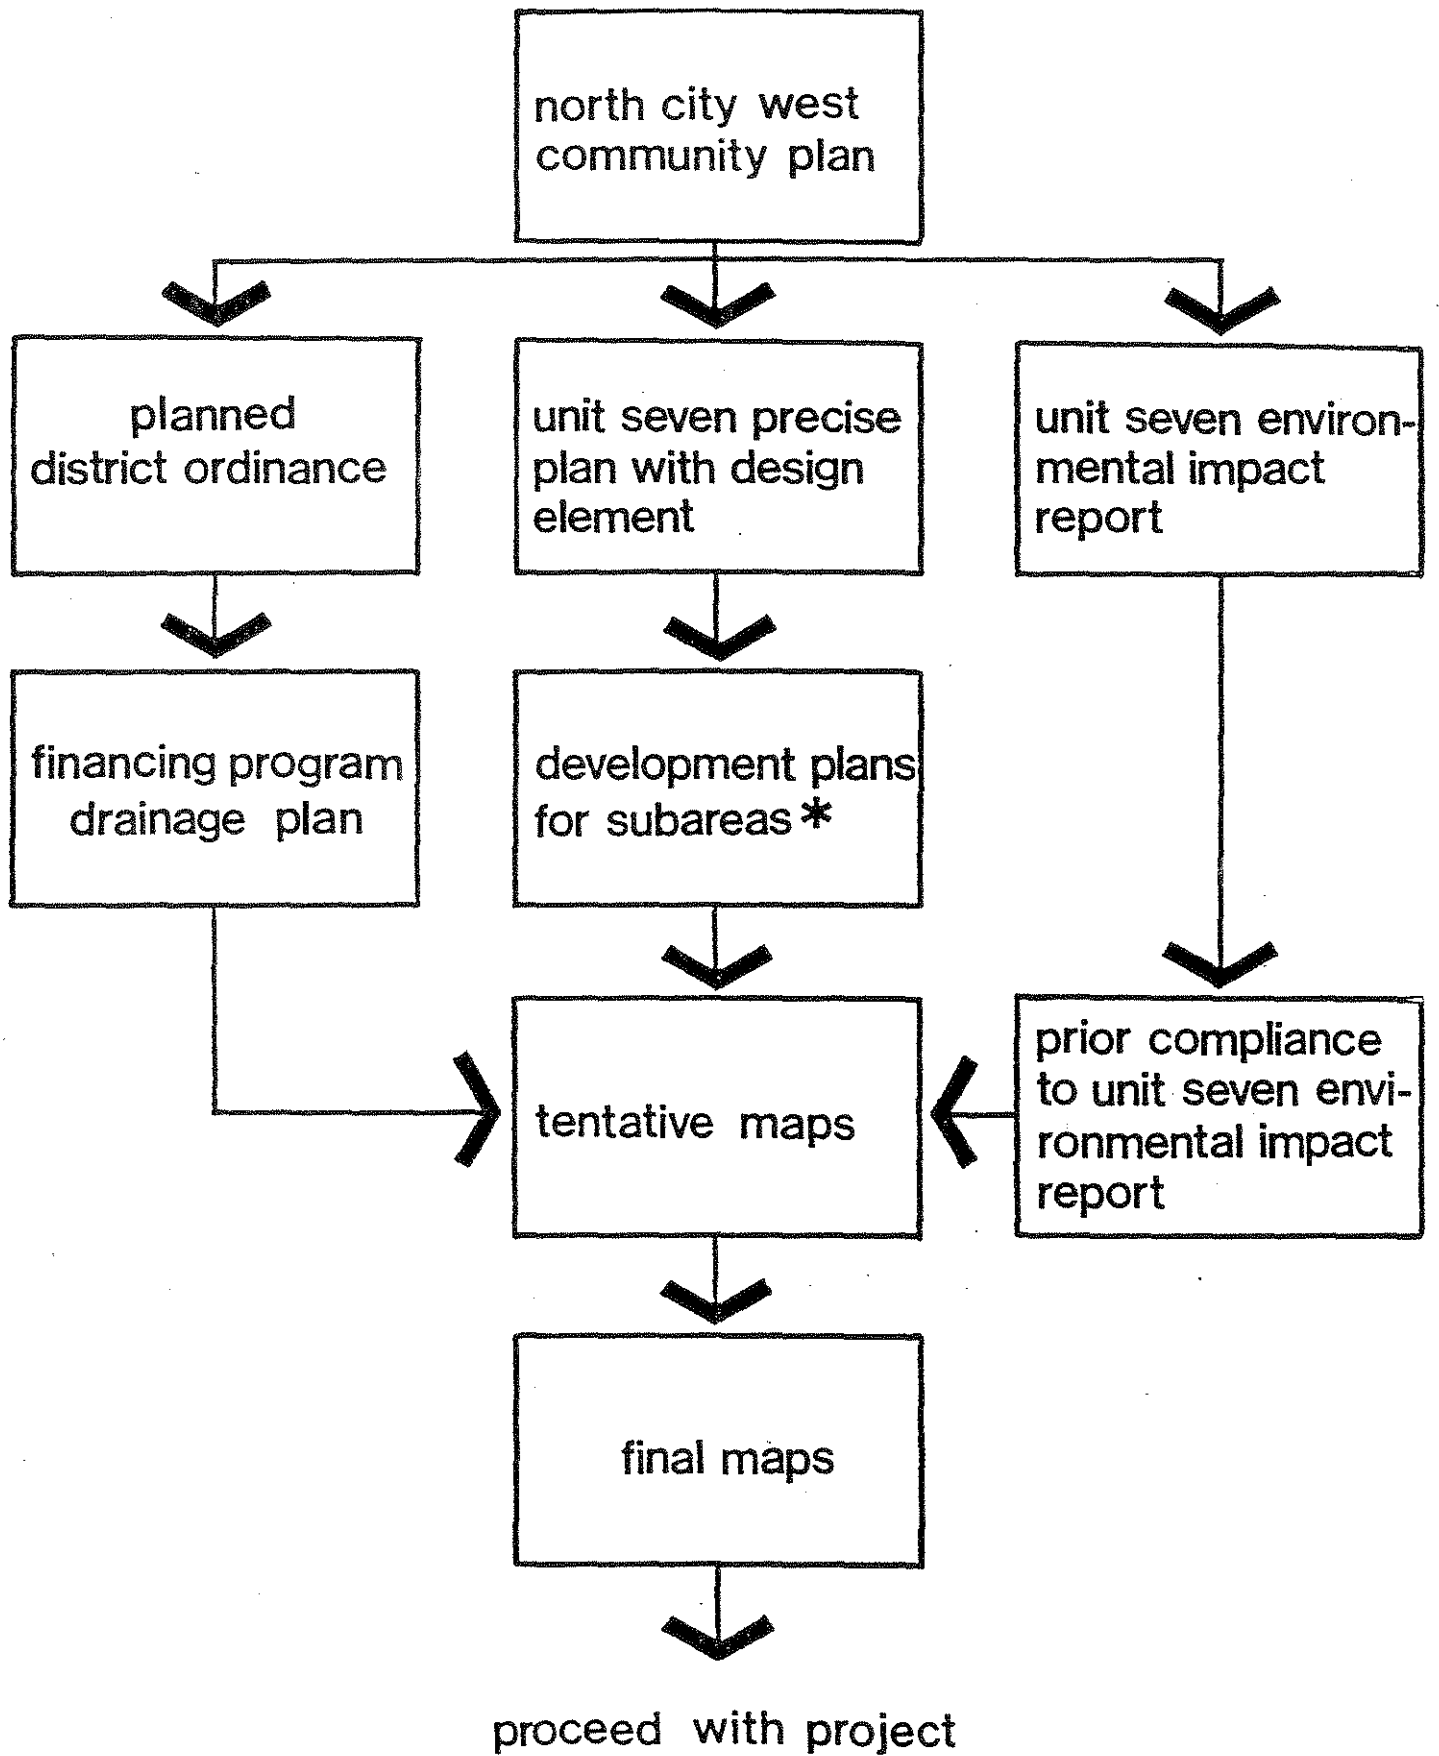 north city west
community plan
planned
district ordinance
unit seven precise
plan with design
element
unit seven environ-
mental impact
report
financing program
drainage plan
development plans
for subareas *
tentative maps
prior compliance
to unit seven envi-
ronmental impact
report
final maps
proceed with project